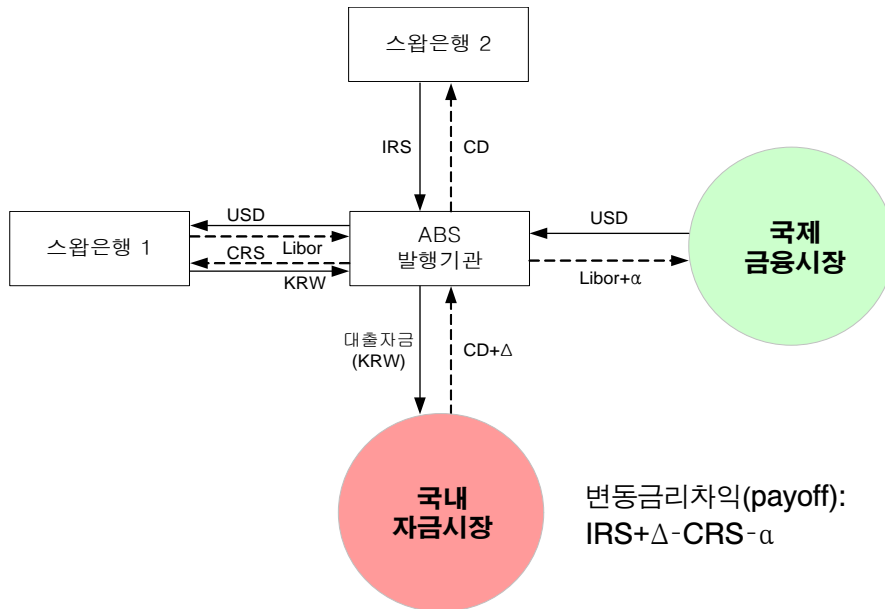 스왑은행 2
IRS
CD
USD
USD
스왑은행 1
Libor
ABS
발행기관
국제
금융시장
CRS
KRW
Libor+α
대출자금
(KRW)
CD+Δ
국내
자금시장
변동금리차익(payoff):
IRS+Δ-CRS-α